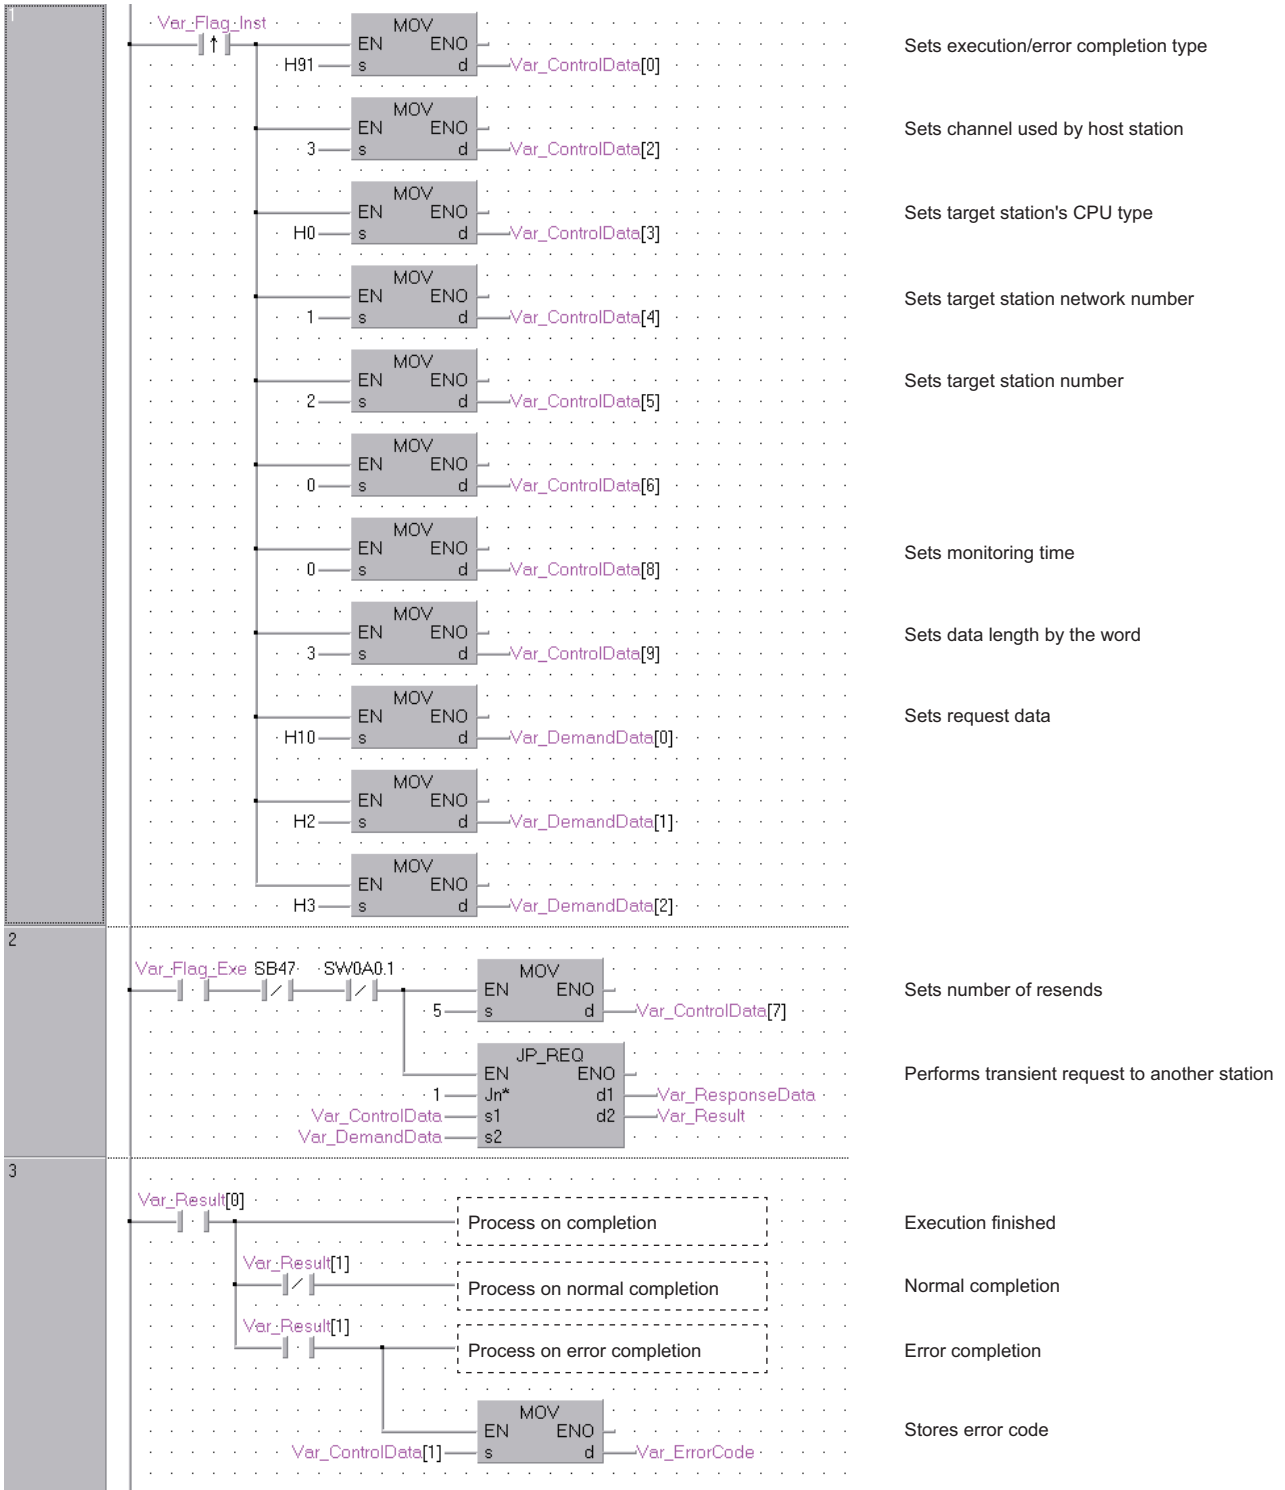 1
Var_Flag_Inst
MOV
EN ENO
H91 s d Var_ControlData[0]
Sets execution/error completion type
MOV
EN ENO
3 s d Var_ControlData[2]
Sets channel used by host station
MOV
EN ENO
H0 s d Var_ControlData[3]
Sets target station's CPU type
MOV
EN ENO
1 s d Var_ControlData[4]
Sets target station network number
MOV
EN ENO
2 s d Var_ControlData[5]
Sets target station number
MOV
EN ENO
0 s d Var_ControlData[6]
MOV
EN ENO
0 s d Var_ControlData[8]
Sets monitoring time
MOV
EN ENO
3 s d Var_ControlData[9]
Sets data length by the word
MOV
EN ENO
H10 s d Var_DemandData[0]
Sets request data
MOV
EN ENO
H2 s d Var_DemandData[1]
MOV
EN ENO
H3 s d Var_DemandData[2]
2
Var_Flag_Exe SB47 SW0A0.1
MOV
EN ENO
5 s d Var_ControlData[7]
Sets number of resends
JP_REQ
EN ENO
1 Jn* d1 Var_ResponseData
Var_ControlData s1 d2 Var_Result
Var_DemandData s2
Performs transient request to another station
3
Var_Result[0]
Process on completion
Execution finished
Var_Result[1]
Process on normal completion
Normal completion
Var_Result[1]
Process on error completion
Error completion
MOV
EN ENO
Var_ControlData[1] s d Var_ErrorCode
Stores error code